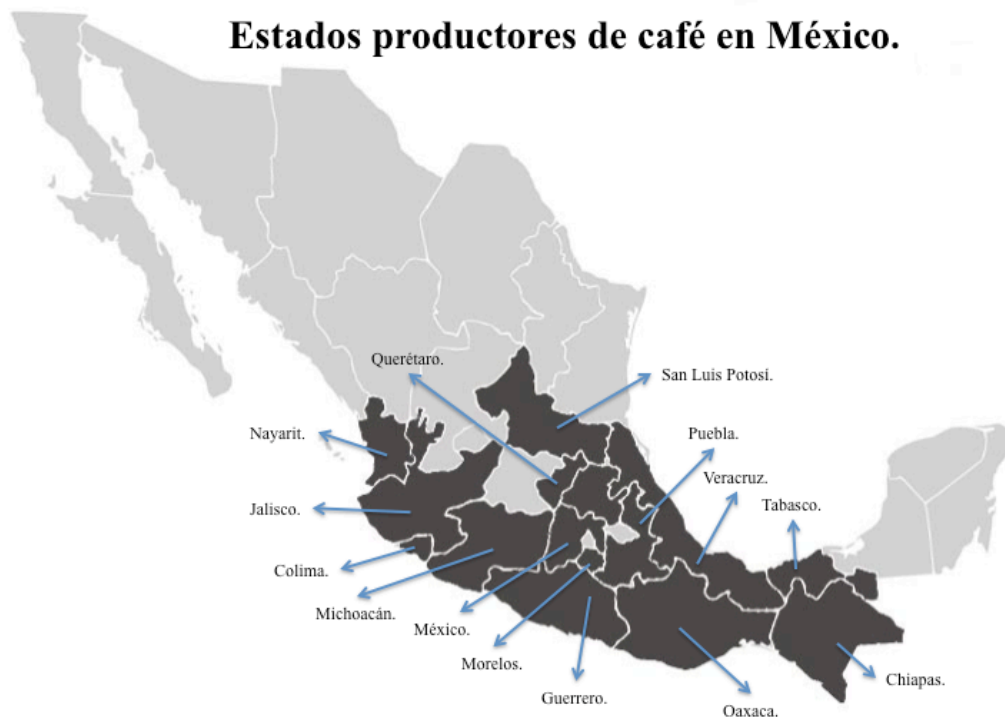 Estados productores de café en México.
Querétaro.
San Luis Potosí.
Nayarit.
Puebla.
Veracruz.
Tabasco.
Jalisco.
Colima.
Michoacán.
México.
Morelos.
Guerrero.
Oaxaca.
Chiapas.